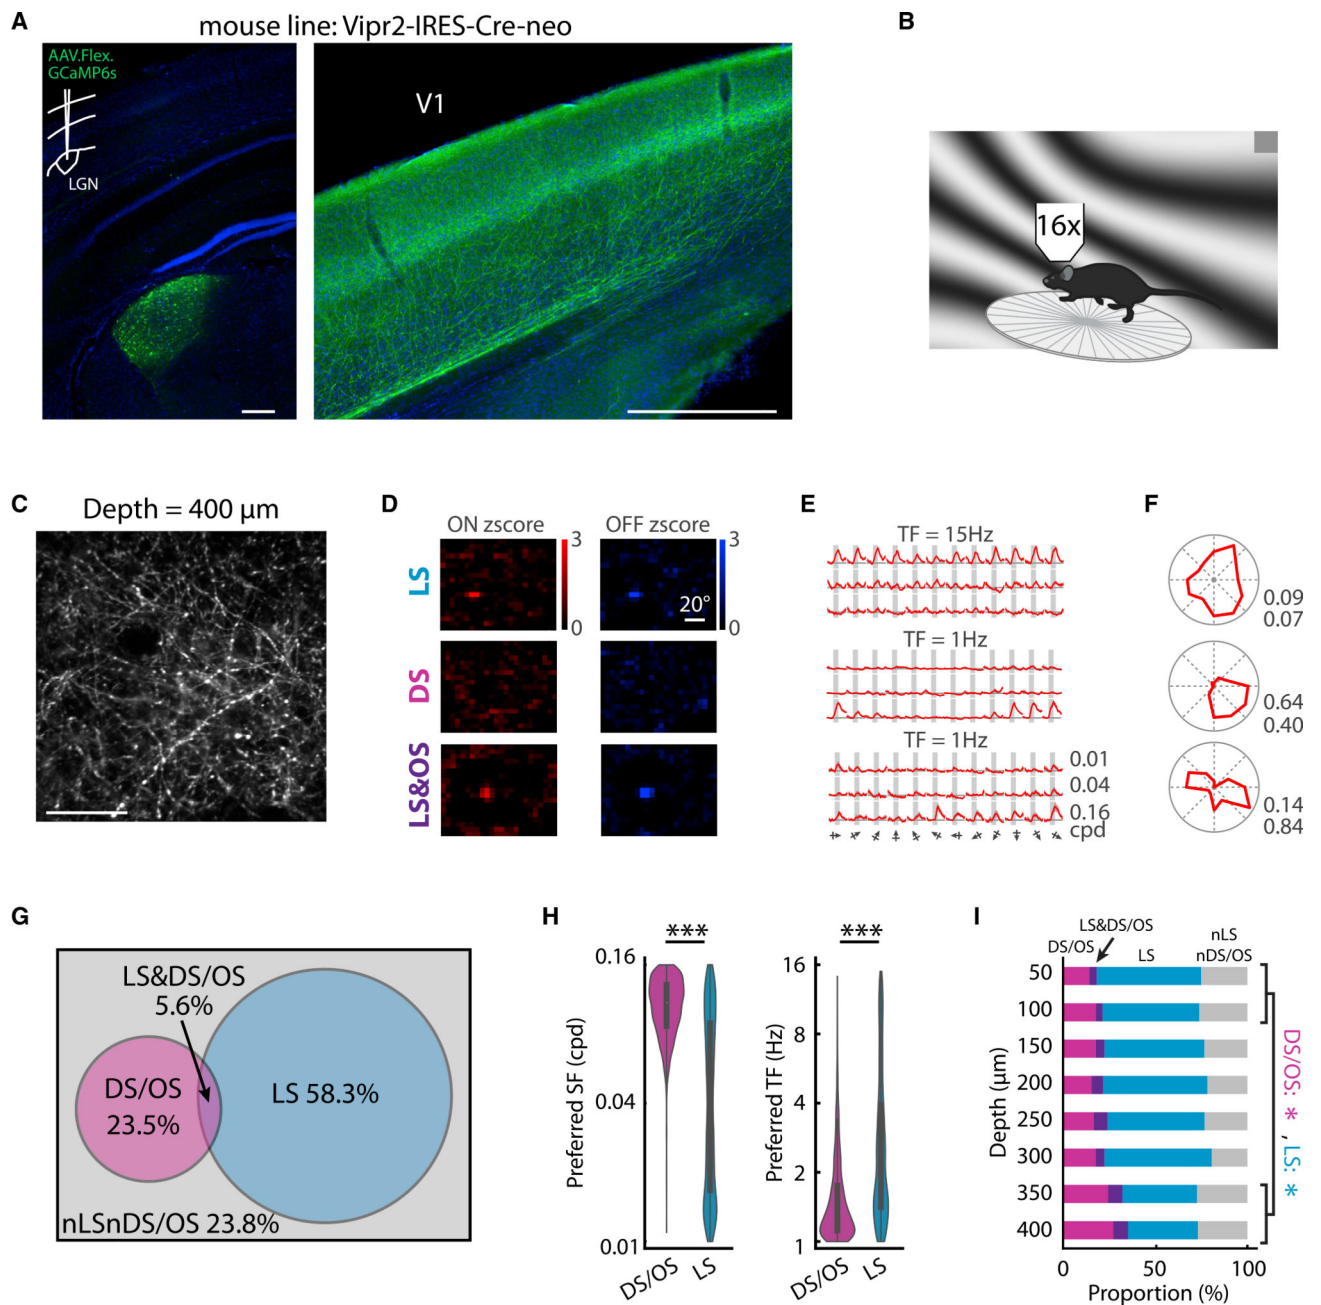 A
mouse line: Vipr2-IRES-Cre-neo
AAV.Flex.
GCaMP6s
LGN
V1
B
16x
C
Depth = 400 µm
D
ON zscore
OFF zscore
3
0
3
0
20°
LS
DS
LS&OS
E
TF = 15Hz
TF = 1Hz
TF = 1Hz
0.01
0.04
0.16
cpd
F
0.09
0.07
0.64
0.40
0.14
0.84
G
LS&DS/OS
5.6%
DS/OS
23.5%
LS 58.3%
nLSnDS/OS 23.8%
H
***
Preferred SF (cpd)
0.16
0.04
0.01
DS/OS
LS
***
Preferred TF (Hz)
16
8
4
2
1
DS/OS
LS
I
LS&DS/OS
DS/OS
LS
nLS
nDS/OS
Depth (µm)
50
100
150
200
250
300
350
400
0
50
100
Proportion (%)
DS/OS: * , LS: *